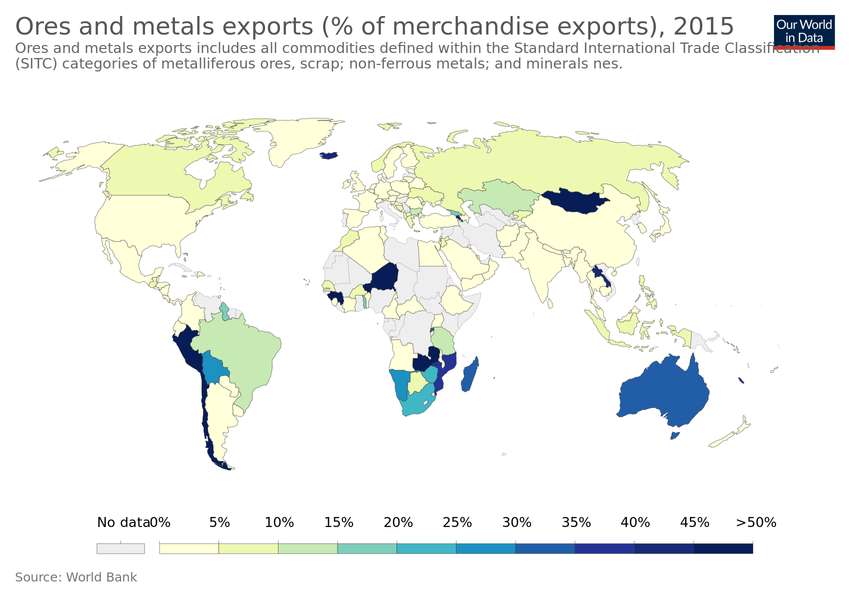 Ores and metals exports (% of merchandise exports), 2015
Our World
in Data
Ores and metals exports includes all commodities defined within the Standard International Trade Classification
(SITC) categories of metalliferous ores, scrap; non-ferrous metals; and minerals nes.
No data 0% 5% 10% 15% 20% 25% 30% 35% 40% 45% >50%
Source: World Bank